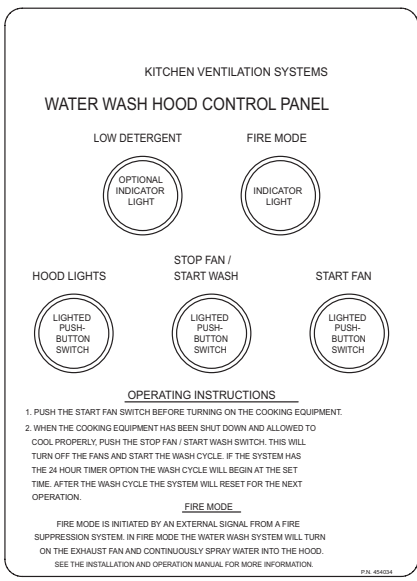 KITCHEN VENTILATION SYSTEMS
WATER WASH HOOD CONTROL PANEL
LOW DETERGENT
FIRE MODE
OPTIONAL
INDICATOR
LIGHT
INDICATOR
LIGHT
HOOD LIGHTS
STOP FAN /
START WASH
START FAN
LIGHTED
PUSH-
BUTTON
SWITCH
LIGHTED
PUSH-
BUTTON
SWITCH
LIGHTED
PUSH-
BUTTON
SWITCH
OPERATING INSTRUCTIONS
1. PUSH THE START FAN SWITCH BEFORE TURNING ON THE COOKING EQUIPMENT.
2. WHEN THE COOKING EQUIPMENT HAS BEEN SHUT DOWN AND ALLOWED TO
COOL PROPERLY, PUSH THE STOP FAN / START WASH SWITCH. THIS WILL
TURN OFF THE FANS AND START THE WASH CYCLE. IF THE SYSTEM HAS
THE 24 HOUR TIMER OPTION THE WASH CYCLE WILL BEGIN AT THE SET
TIME. AFTER THE WASH CYCLE THE SYSTEM WILL RESET FOR THE NEXT
OPERATION.
FIRE MODE
FIRE MODE IS INITIATED BY AN EXTERNAL SIGNAL FROM A FIRE
SUPPRESSION SYSTEM. IN FIRE MODE THE WATER WASH SYSTEM WILL TURN
ON THE EXHAUST FAN AND CONTINUOUSLY SPRAY WATER INTO THE HOOD.
SEE THE INSTALLATION AND OPERATION MANUAL FOR MORE INFORMATION.
P.N. 454034